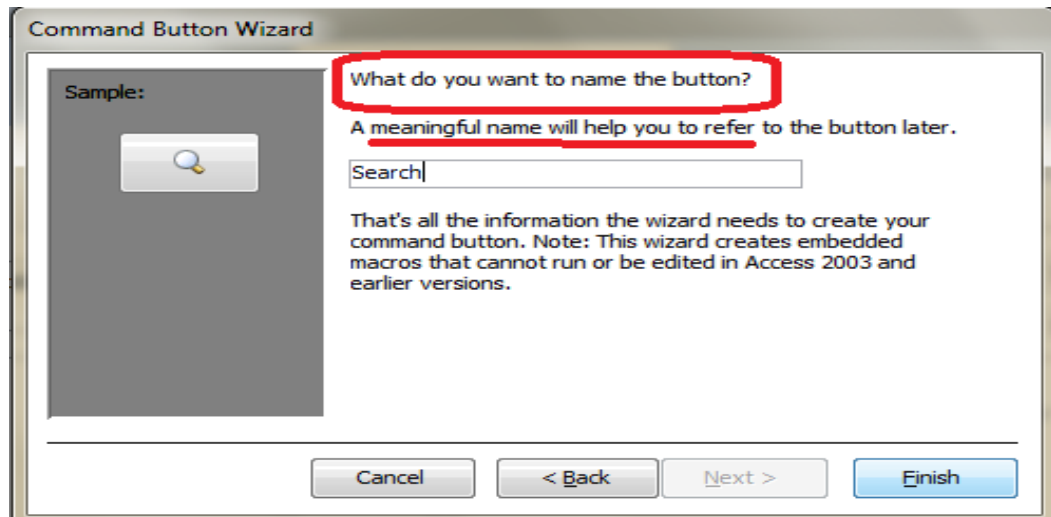 Command Button Wizard
Sample:
What do you want to name the button?
A meaningful name will help you to refer to the button later.
Search
That's all the information the wizard needs to create your
command button. Note: This wizard creates embedded
macros that cannot run or be edited in Access 2003 and
earlier versions.
Cancel
< Back
Next >
Finish